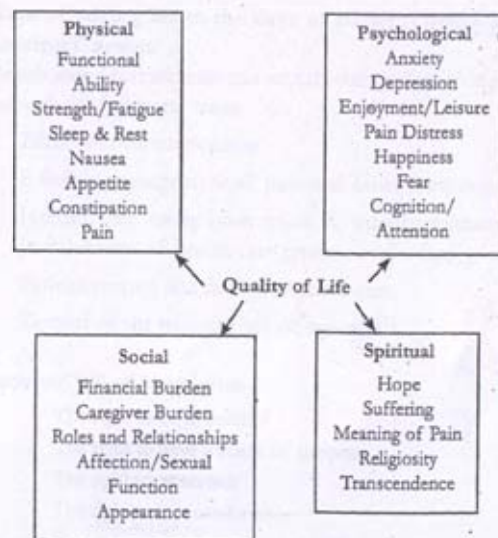 Physical
Functional
Ability
Strength/Fatigue
Sleep & Rest
Nausea
Appetite
Constipation
Pain
Psychological
Anxiety
Depression
Enjoyment/Leisure
Pain Distress
Happiness
Fear
Cognition/
Attention
Quality of Life
Social
Financial Burden
Caregiver Burden
Roles and Relationships
Affection/Sexual
Function
Appearance
Spiritual
Hope
Suffering
Meaning of Pain
Religiosity
Transcendence